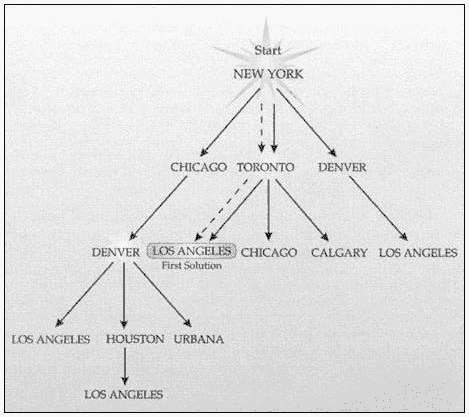 Start
NEW YORK
CHICAGO TORONTO DENVER
DENVER LOS ANGELES CHICAGO CALGARY LOS ANGELES
First Solution
LOS ANGELES HOUSTON URBANA
LOS ANGELES